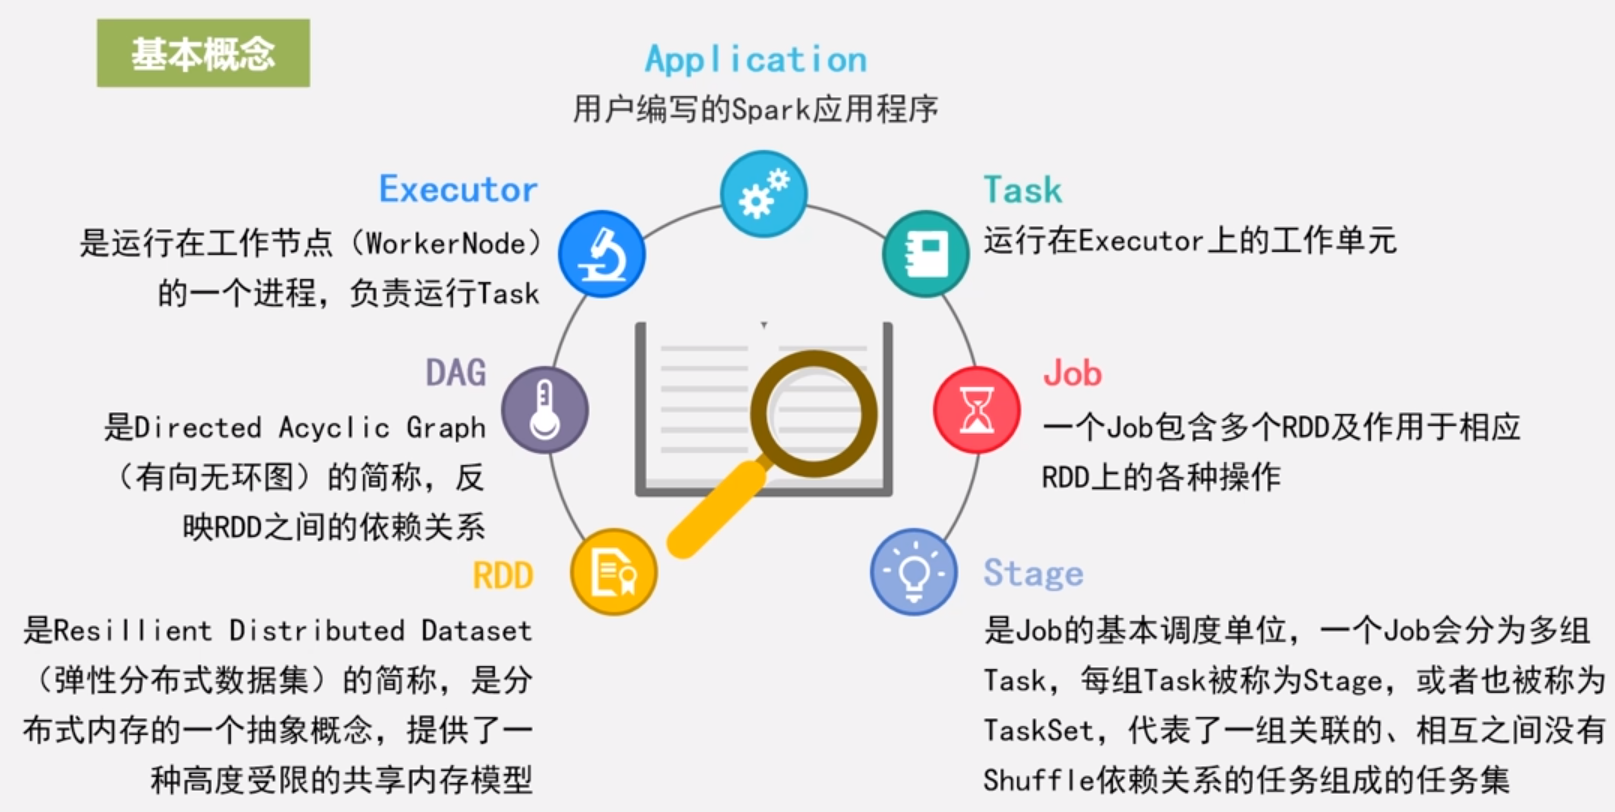 基本概念
Application
用户编写的Spark应用程序
Executor
是运行在工作节点（WorkerNode）
的一个进程，负责运行Task
Task
运行在Executor上的工作单元
DAG
是Directed Acyclic Graph
（有向无环图）的简称，反
映RDD之间的依赖关系
Job
一个Job包含多个RDD及作用于相应
RDD上的各种操作
RDD
是Resillient Distributed Dataset
（弹性分布式数据集）的简称，是分
布式内存的一个抽象概念，提供了一
种高度受限的共享内存模型
Stage
是Job的基本调度单位，一个Job会分为多组
Task，每组Task被称为Stage，或者也被称为
TaskSet，代表了一组关联的、相互之间没有
Shuffle依赖关系的任务组成的任务集